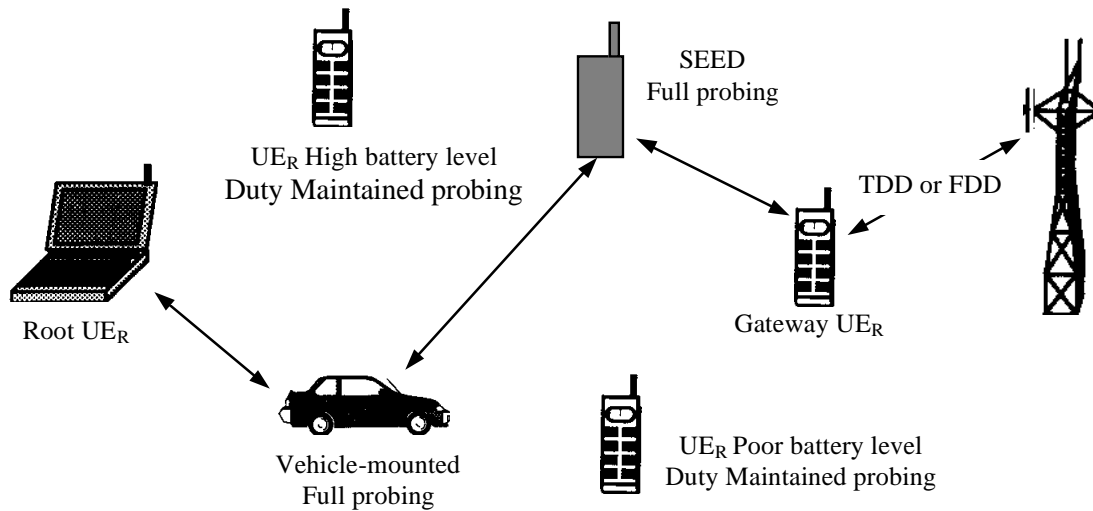 SEED
Full probing
UE_R High battery level
Duty Maintained probing
TDD or FDD
Root UE_R
Gateway UE_R
Vehicle-mounted
Full probing
UE_R Poor battery level
Duty Maintained probing